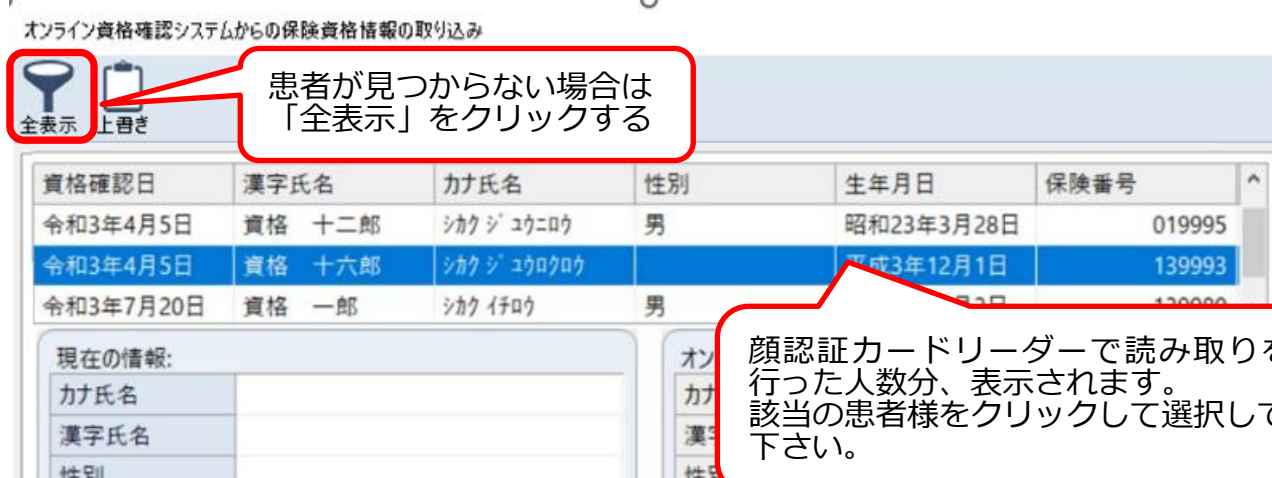 オンライン資格確認システムからの保険資格情報の取り込み
全表示 上書き
患者が見つからない場合は
「全表示」をクリックする
資格確認日 漢字氏名 カナ氏名 性別 生年月日 保険番号
令和3年4月5日 資格 十二郎 シカク ジュウニロウ 男 昭和23年3月28日 019995
令和3年4月5日 資格 十六郎 シカク ジュウロクロウ 平成3年12月1日 139993
令和3年7月20日 資格 一郎 シカク イチロウ 男
現在の情報:
カナ氏名
漢字氏名
性別
オン
カナ
漢字
性別
顔認証カードリーダーで読み取りを
行った人数分、表示されます。
該当の患者様をクリックして選択して
下さい。